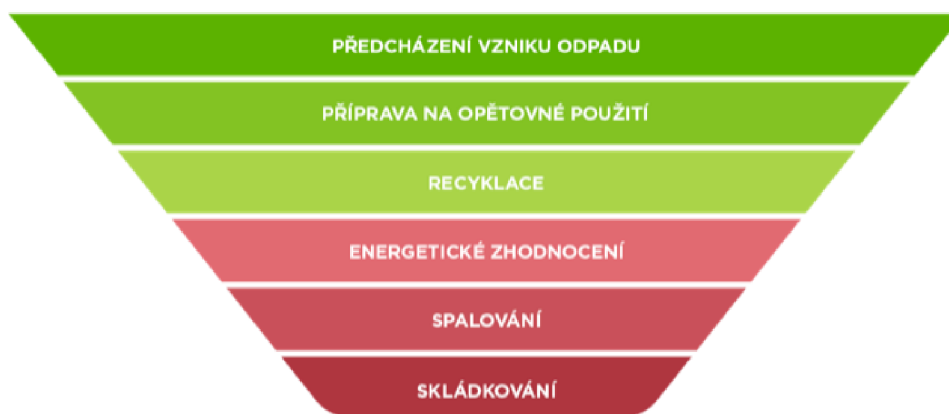 PŘEDCHÁZENÍ VZNIKU ODPADU
PŘÍPRAVA NA OPĚTOVNÉ POUŽITÍ
RECYKLACE
ENERGETICKÉ ZHODNOCENÍ
SPALOVÁNÍ
SKLÁDKOVÁNÍ